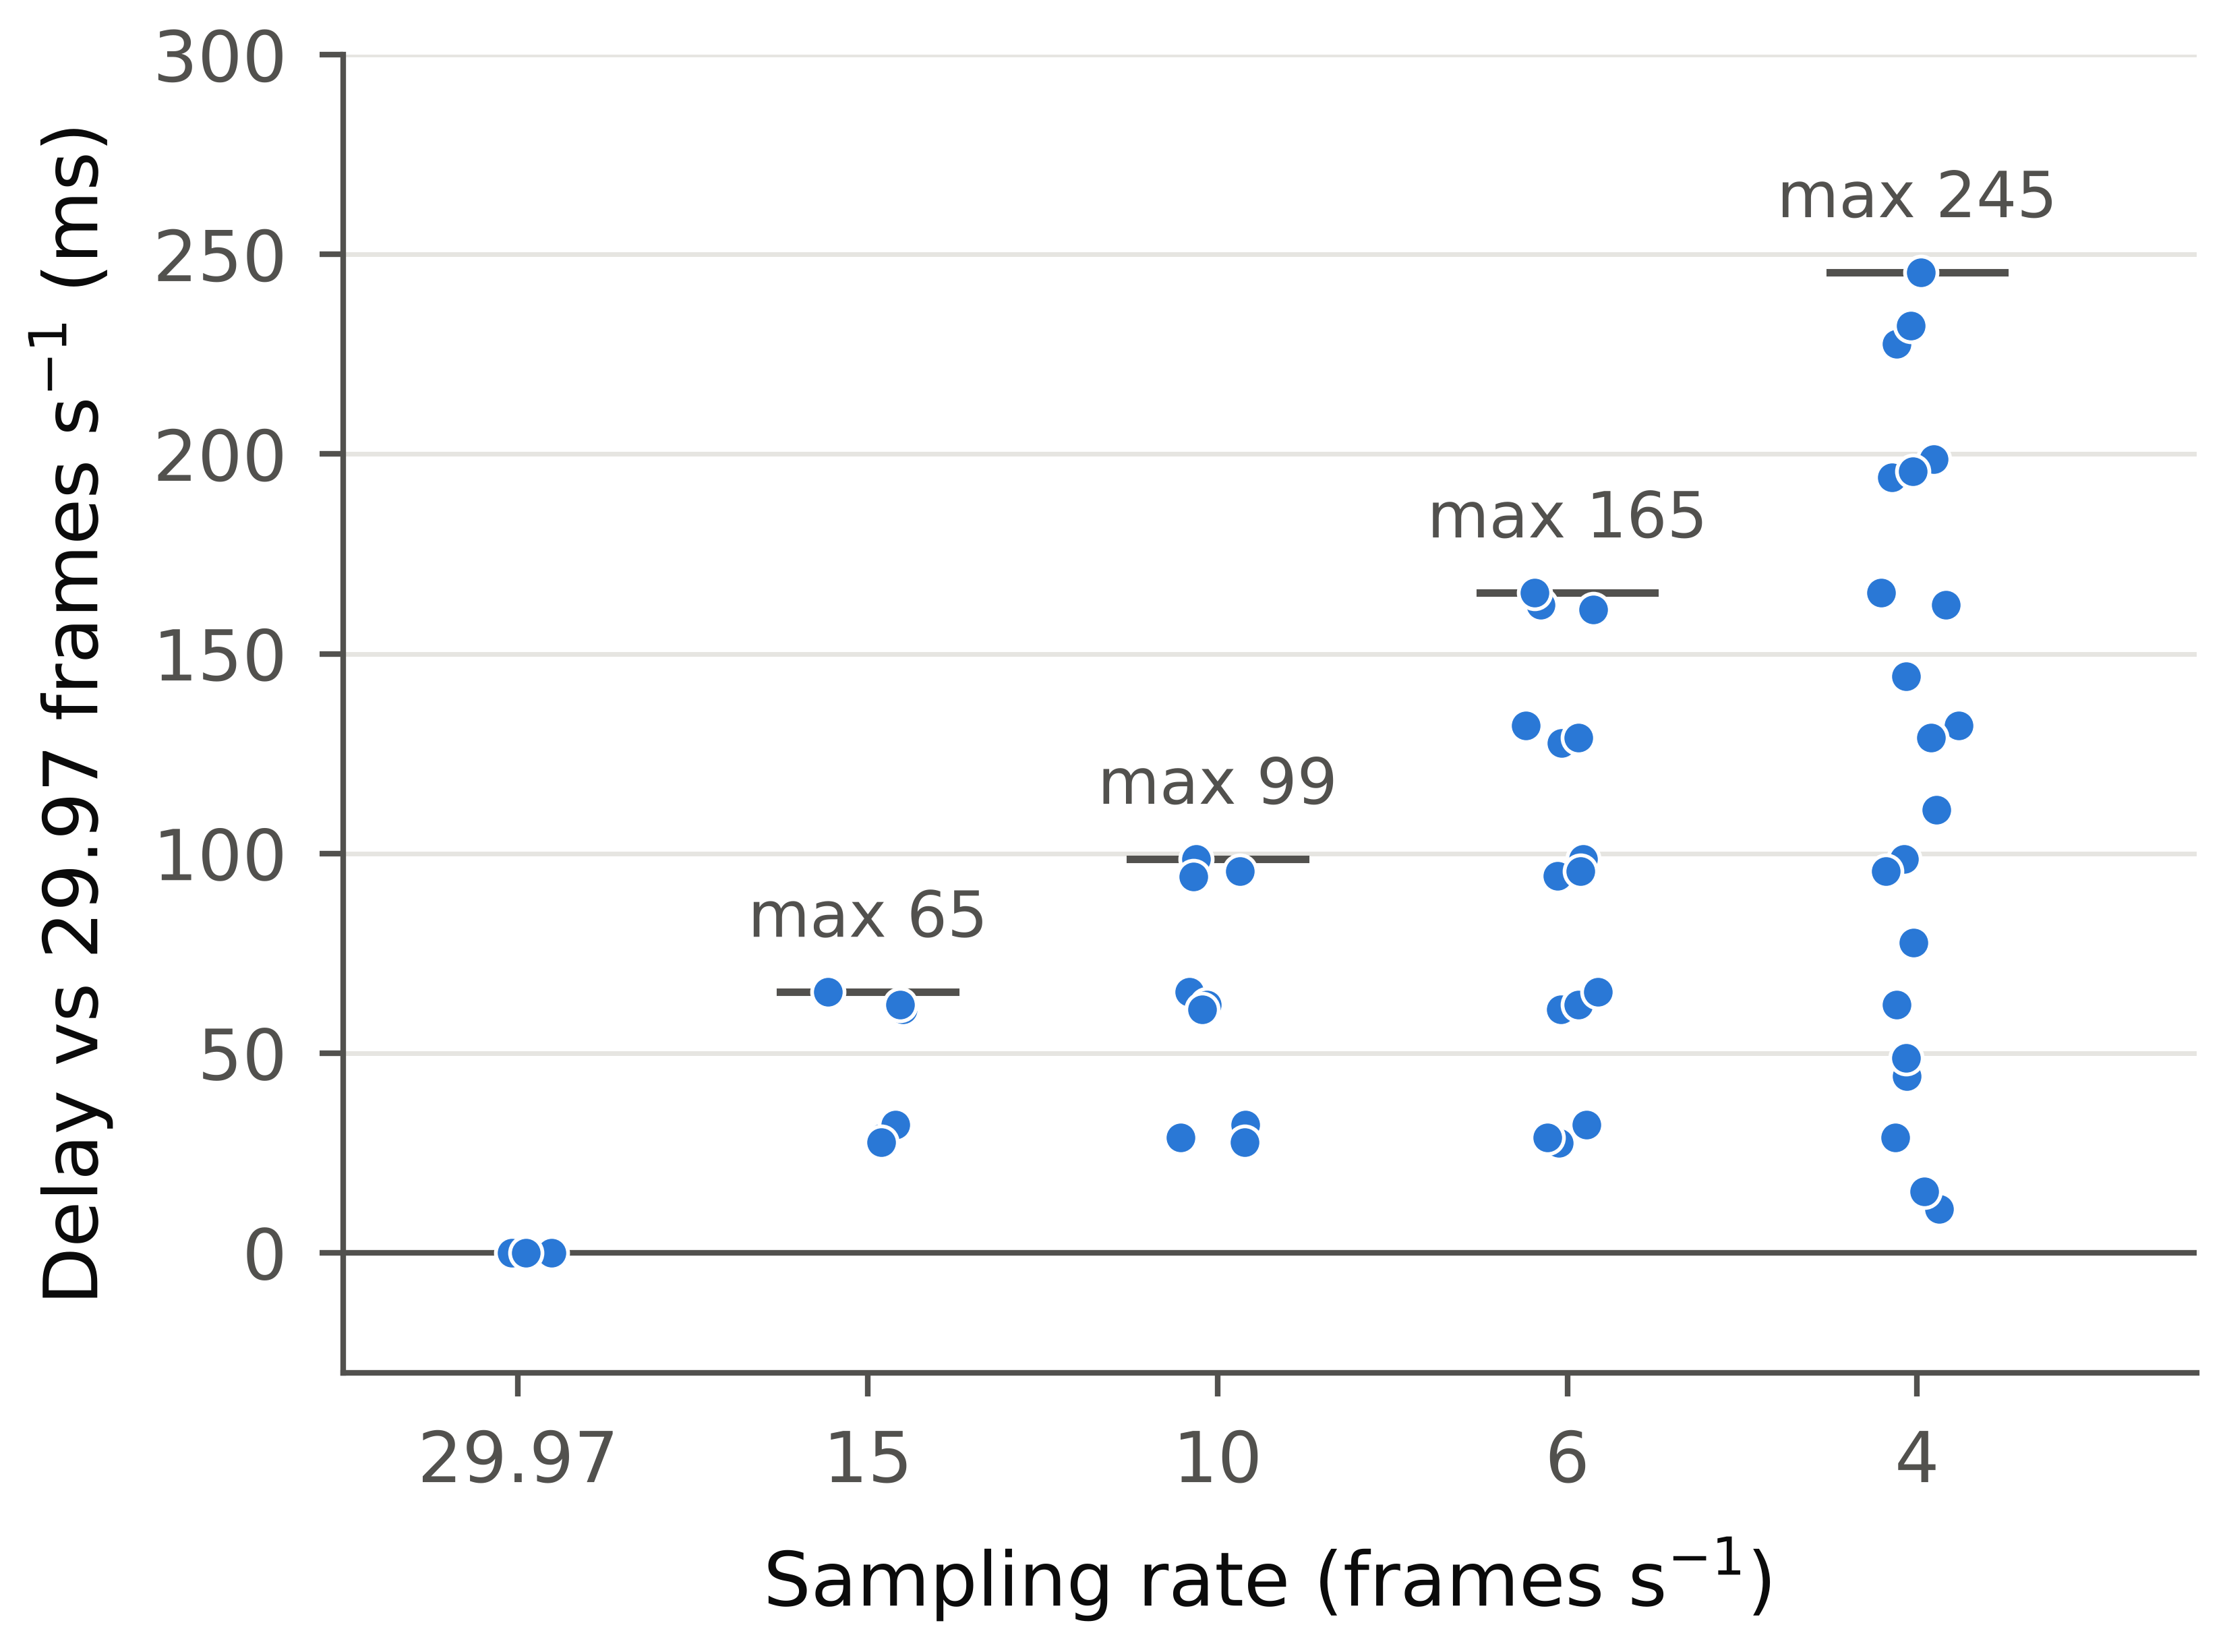 300
250
200
150
100
50
0
Delay vs 29.97 frames s⁻¹ (ms)
max 245
max 165
max 99
max 65
29.97 15 10 6 4
Sampling rate (frames s⁻¹)